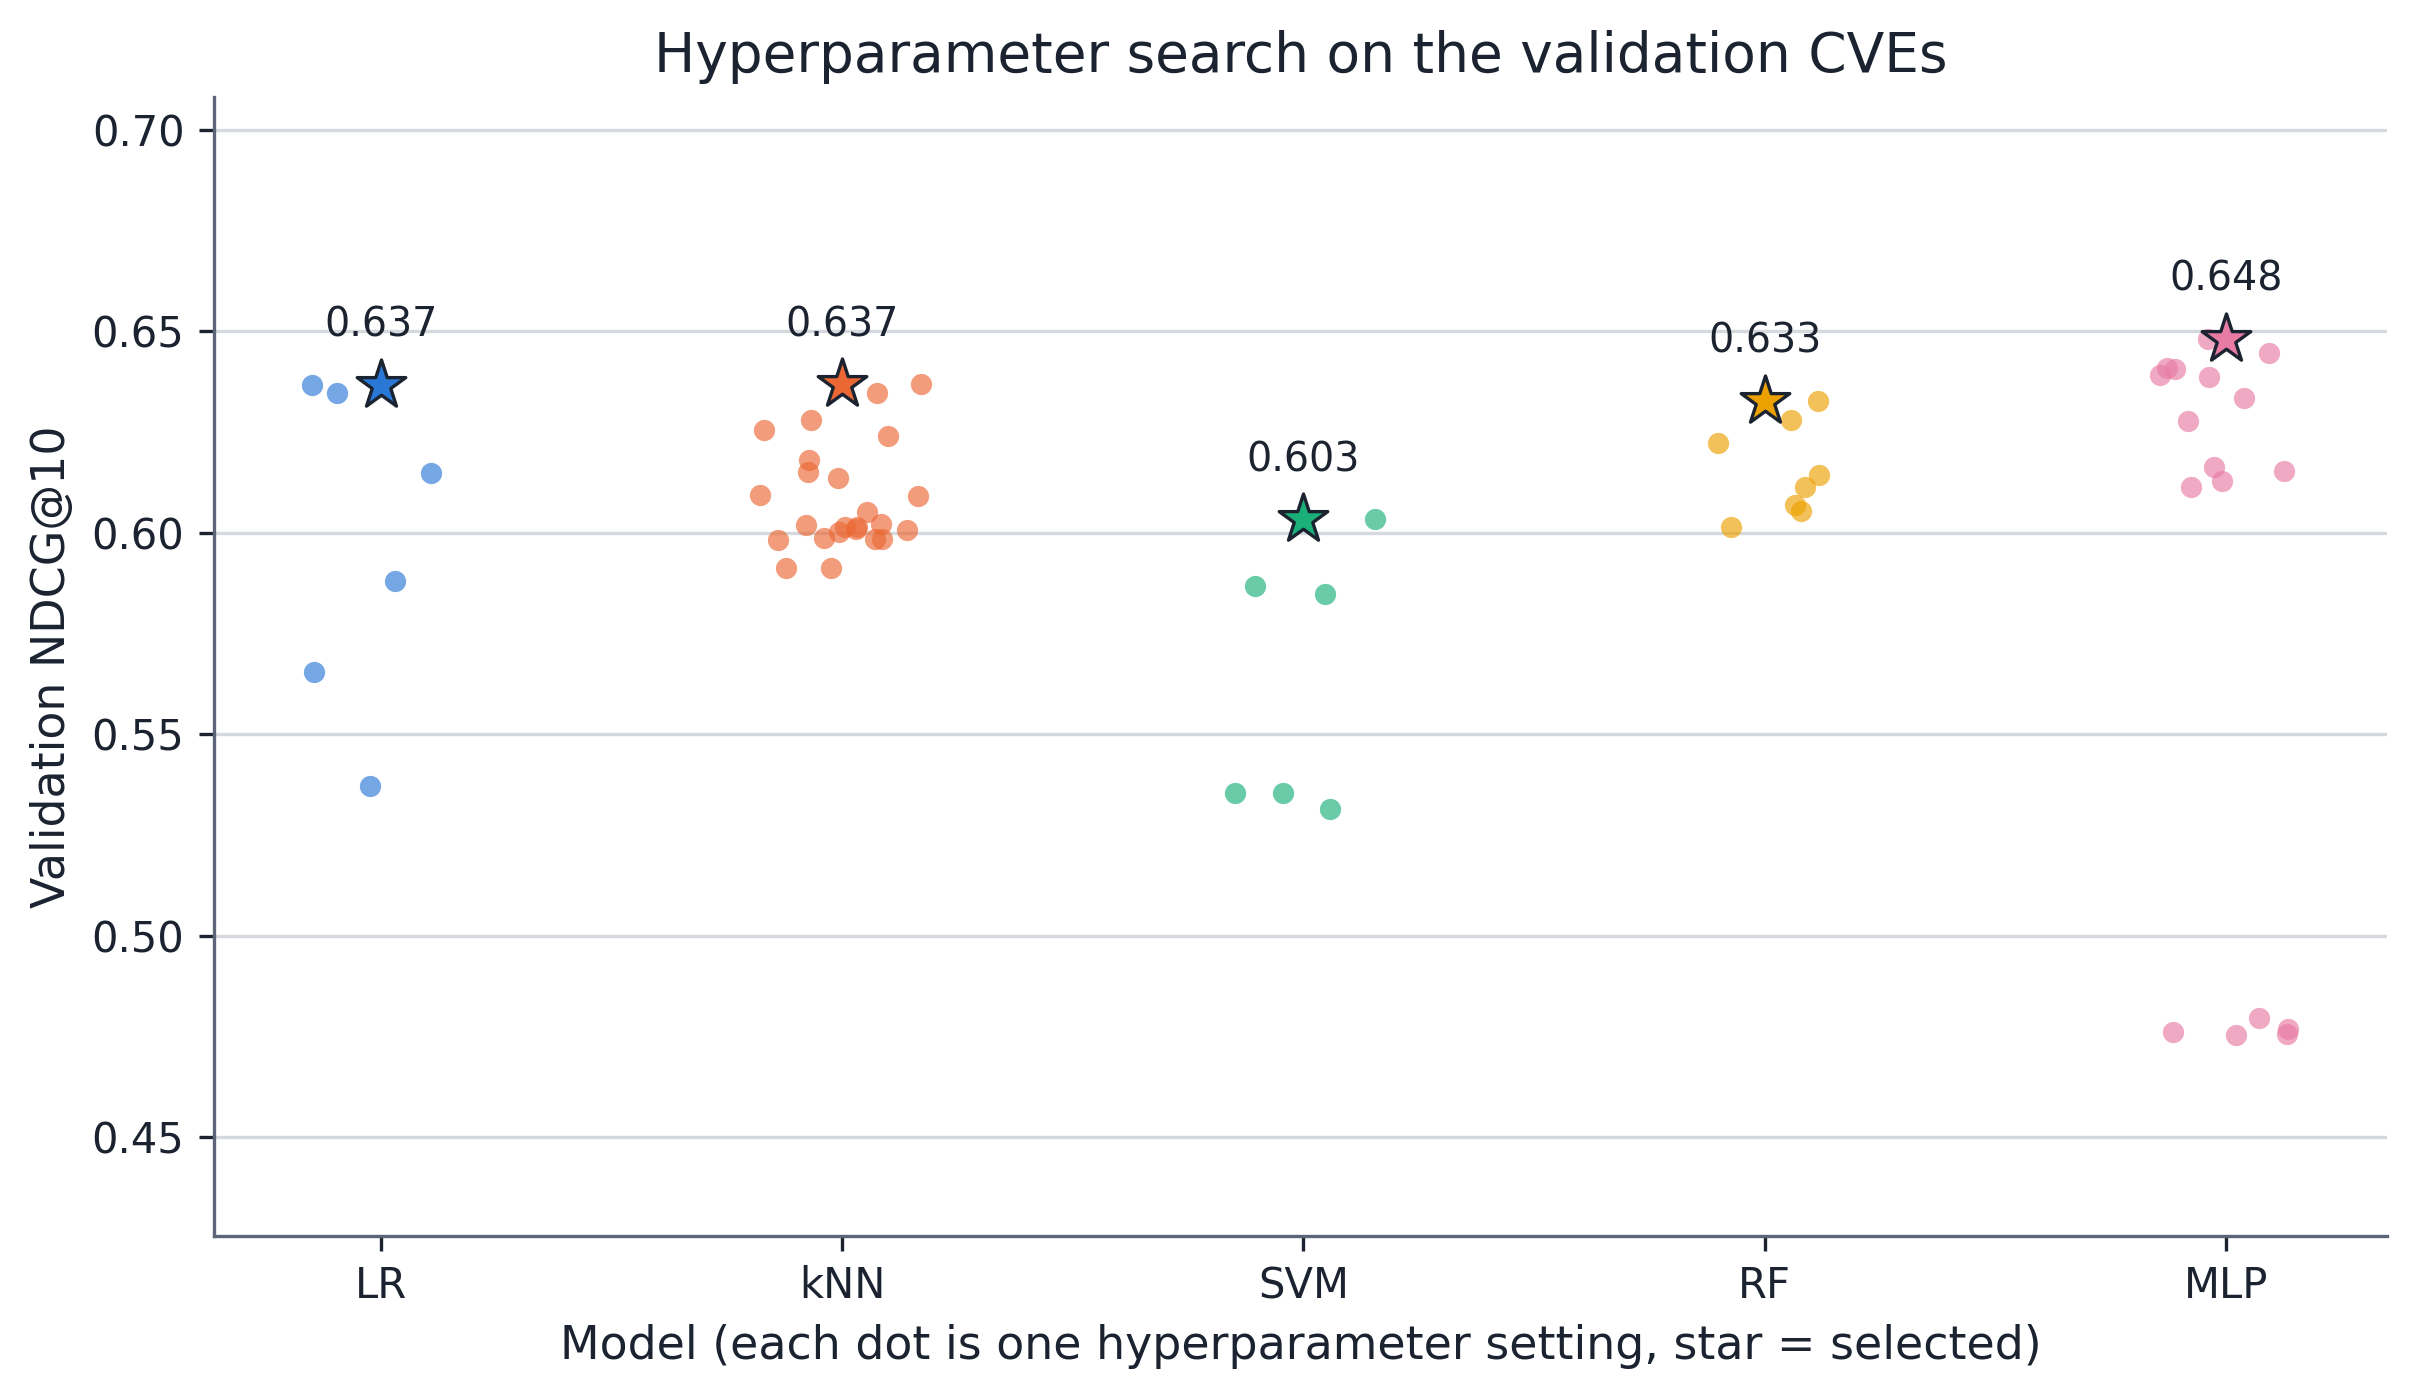 Hyperparameter search on the validation CVEs
Validation NDCG@10
0.70
0.65
0.60
0.55
0.50
0.45
0.637
0.637
0.603
0.633
0.648
LR
kNN
SVM
RF
MLP
Model (each dot is one hyperparameter setting, star = selected)